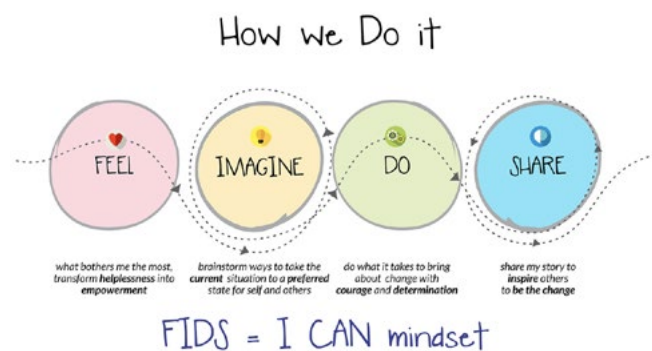 How we Do it
FEEL
IMAGINE
DO
SHARE
what bothers me the most,
transform helplessness into
empowerment
brainstorm ways to take the
current situation to a preferred
state for self and others
do what it takes to bring
about change with
courage and determination
share my story to
inspire others
to be the change
FIDS = I CAN mindset